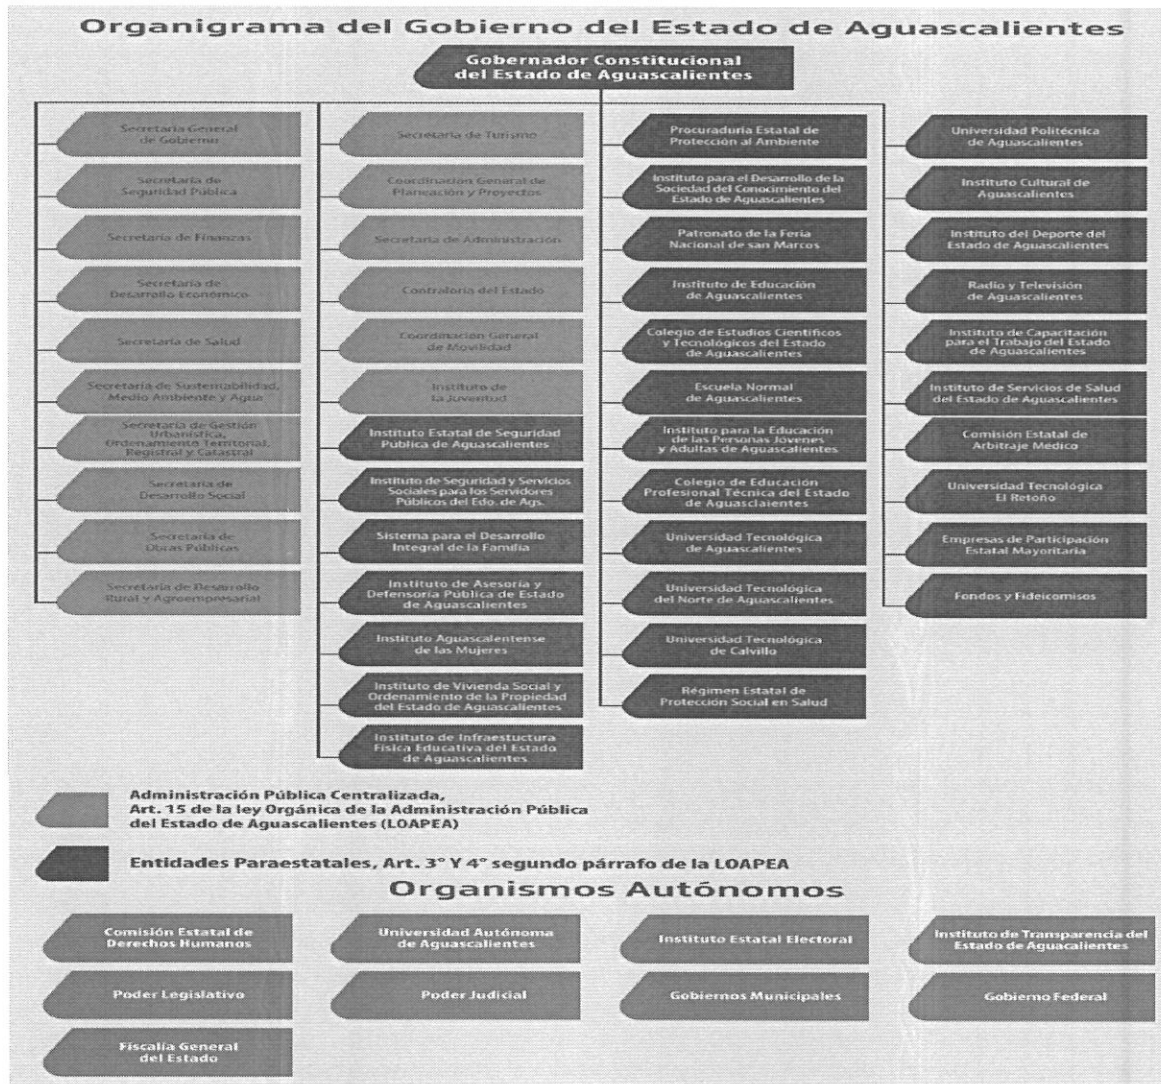 Organigrama del Gobierno del Estado de Aguascalientes
Gobernador Constitucional
del Estado de Aguascalientes
Secretaría General
de Gobierno
Secretaría de
Seguridad Pública
Secretaría de Finanzas
Secretaría de
Desarrollo Económico
Secretaría de Salud
Secretaría de Sustentabilidad,
Medio Ambiente y Agua
Secretaría de Gestión
Urbanística,
Ordenamiento Territorial,
Registral y Catastral
Secretaría de
Desarrollo Social
Secretaría de
Obras Públicas
Secretaría de Desarrollo
Rural y Agroempresarial
Secretaría de Turismo
Coordinación General de
Planeación y Proyectos
Secretaría de Administración
Contraloría del Estado
Coordinación General
de Movilidad
Instituto de
la Juventud
Instituto Estatal de Seguridad
Pública de Aguascalientes
Instituto de Seguridad y Servicios
Sociales para los Servidores
Públicos del Edo. de Ags.
Sistema para el Desarrollo
Integral de la Familia
Instituto de Asesoría y
Defensoría Pública de Estado
de Aguascalientes
Instituto Aguascalentense
de las Mujeres
Instituto de Vivienda Social y
Ordenamiento de la Propiedad
del Estado de Aguascalientes
Instituto de Infraestuctura
Física Educativa del Estado
de Aguascalientes
Procuraduría Estatal de
Protección al Ambiente
Instituto para el Desarrollo de la
Sociedad del Conocimiento del
Estado de Aguascalientes
Patronato de la Feria
Nacional de san Marcos
Instituto de Educación
de Aguascalientes
Colegio de Estudios Científicos
y Tecnológicos del Estado
de Aguascalientes
Escuela Normal
de Aguascalientes
Instituto para la Educación
de las Personas Jóvenes
y Adultas de Aguascalientes
Colegio de Educación
Profesional Técnica del Estado
de Aguasclaientes
Universidad Tecnológica
de Aguascalientes
Universidad Tecnológica
del Norte de Aguascalientes
Universidad Tecnológica
de Calvillo
Régimen Estatal de
Protección Social en Salud
Universidad Politécnica
de Aguascalientes
Instituto Cultural de
Aguascalientes
Instituto del Deporte del
Estado de Aguascalientes
Radio y Televisión
de Aguascalientes
Instituto de Capacitación
para el Trabajo del Estado
de Aguascalientes
Instituto de Servicios de Salud
del Estado de Aguascalientes
Comisión Estatal de
Arbitraje Médico
Universidad Tecnológica
El Retoño
Empresas de Participación
Estatal Mayoritaria
Fondos y Fideicomisos
Administración Pública Centralizada,
Art. 15 de la ley Orgánica de la Administración Pública
del Estado de Aguascalientes (LOAPEA)
Entidades Paraestatales, Art. 3° Y 4° segundo párrafo de la LOAPEA
Organismos Autónomos
Comisión Estatal de
Derechos Humanos
Universidad Autónoma
de Aguascalientes
Instituto Estatal Electoral
Instituto de Transparencia del
Estado de Aguacalientes
Poder Legislativo
Poder Judicial
Gobiernos Municipales
Gobierno Federal
Fiscalía General
del Estado